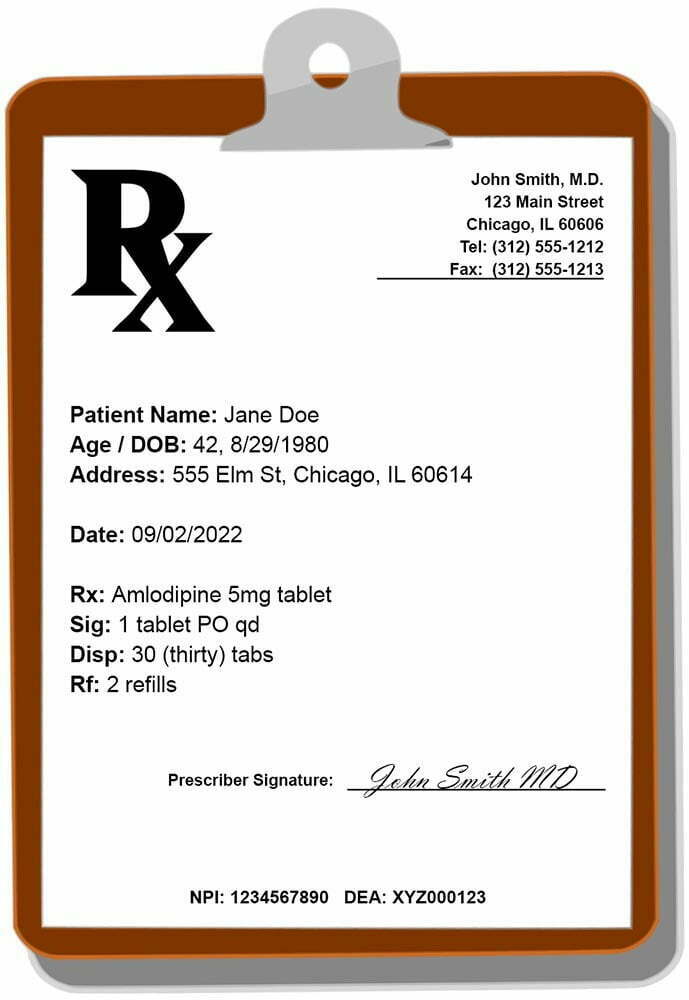 Rx
John Smith, M.D.
123 Main Street
Chicago, IL 60606
Tel: (312) 555-1212
Fax: (312) 555-1213
Patient Name: Jane Doe
Age / DOB: 42, 8/29/1980
Address: 555 Elm St, Chicago, IL 60614
Date: 09/02/2022
Rx: Amlodipine 5mg tablet
Sig: 1 tablet PO qd
Disp: 30 (thirty) tabs
Rf: 2 refills
Prescriber Signature: John Smith MD
NPI: 1234567890 DEA: XYZ000123